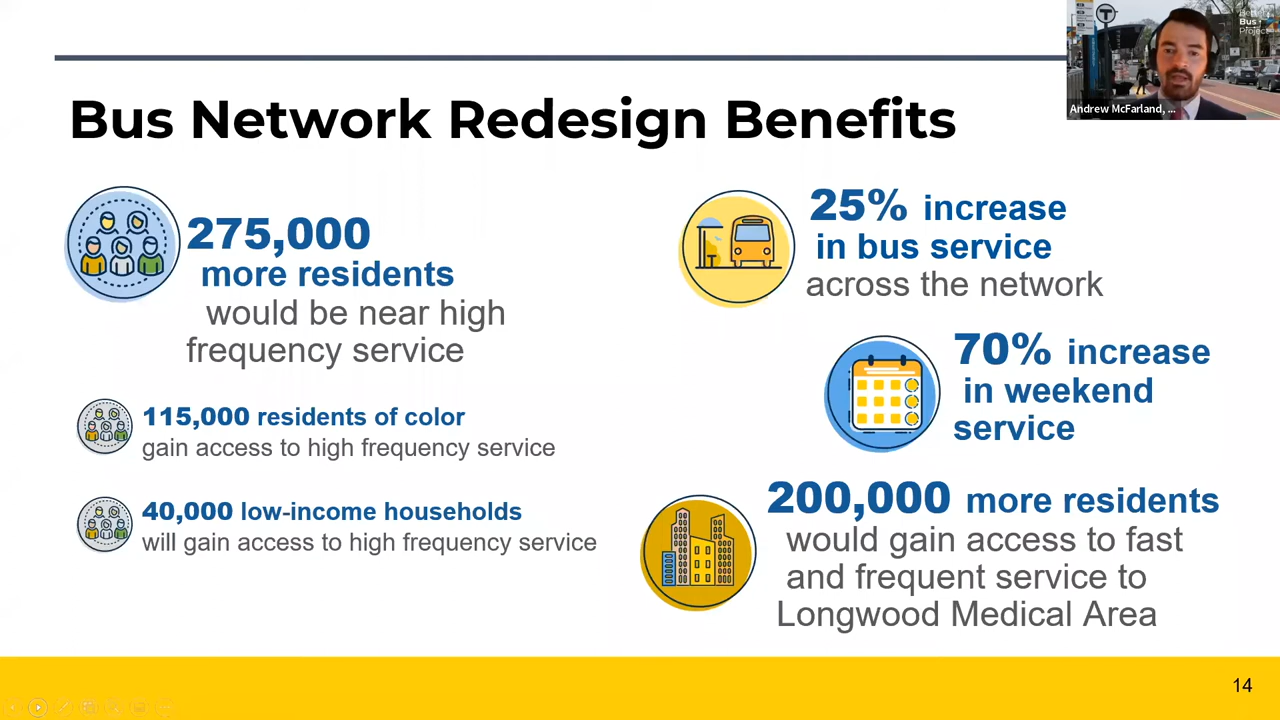 Bus Network Redesign Benefits
275,000
more residents
would be near high
frequency service
115,000 residents of color
gain access to high frequency service
40,000 low-income households
will gain access to high frequency service
25% increase
in bus service
across the network
70% increase
in weekend
service
200,000 more residents
would gain access to fast
and frequent service to
Longwood Medical Area
T
Bus
Project
Andrew McFarland, ...
14